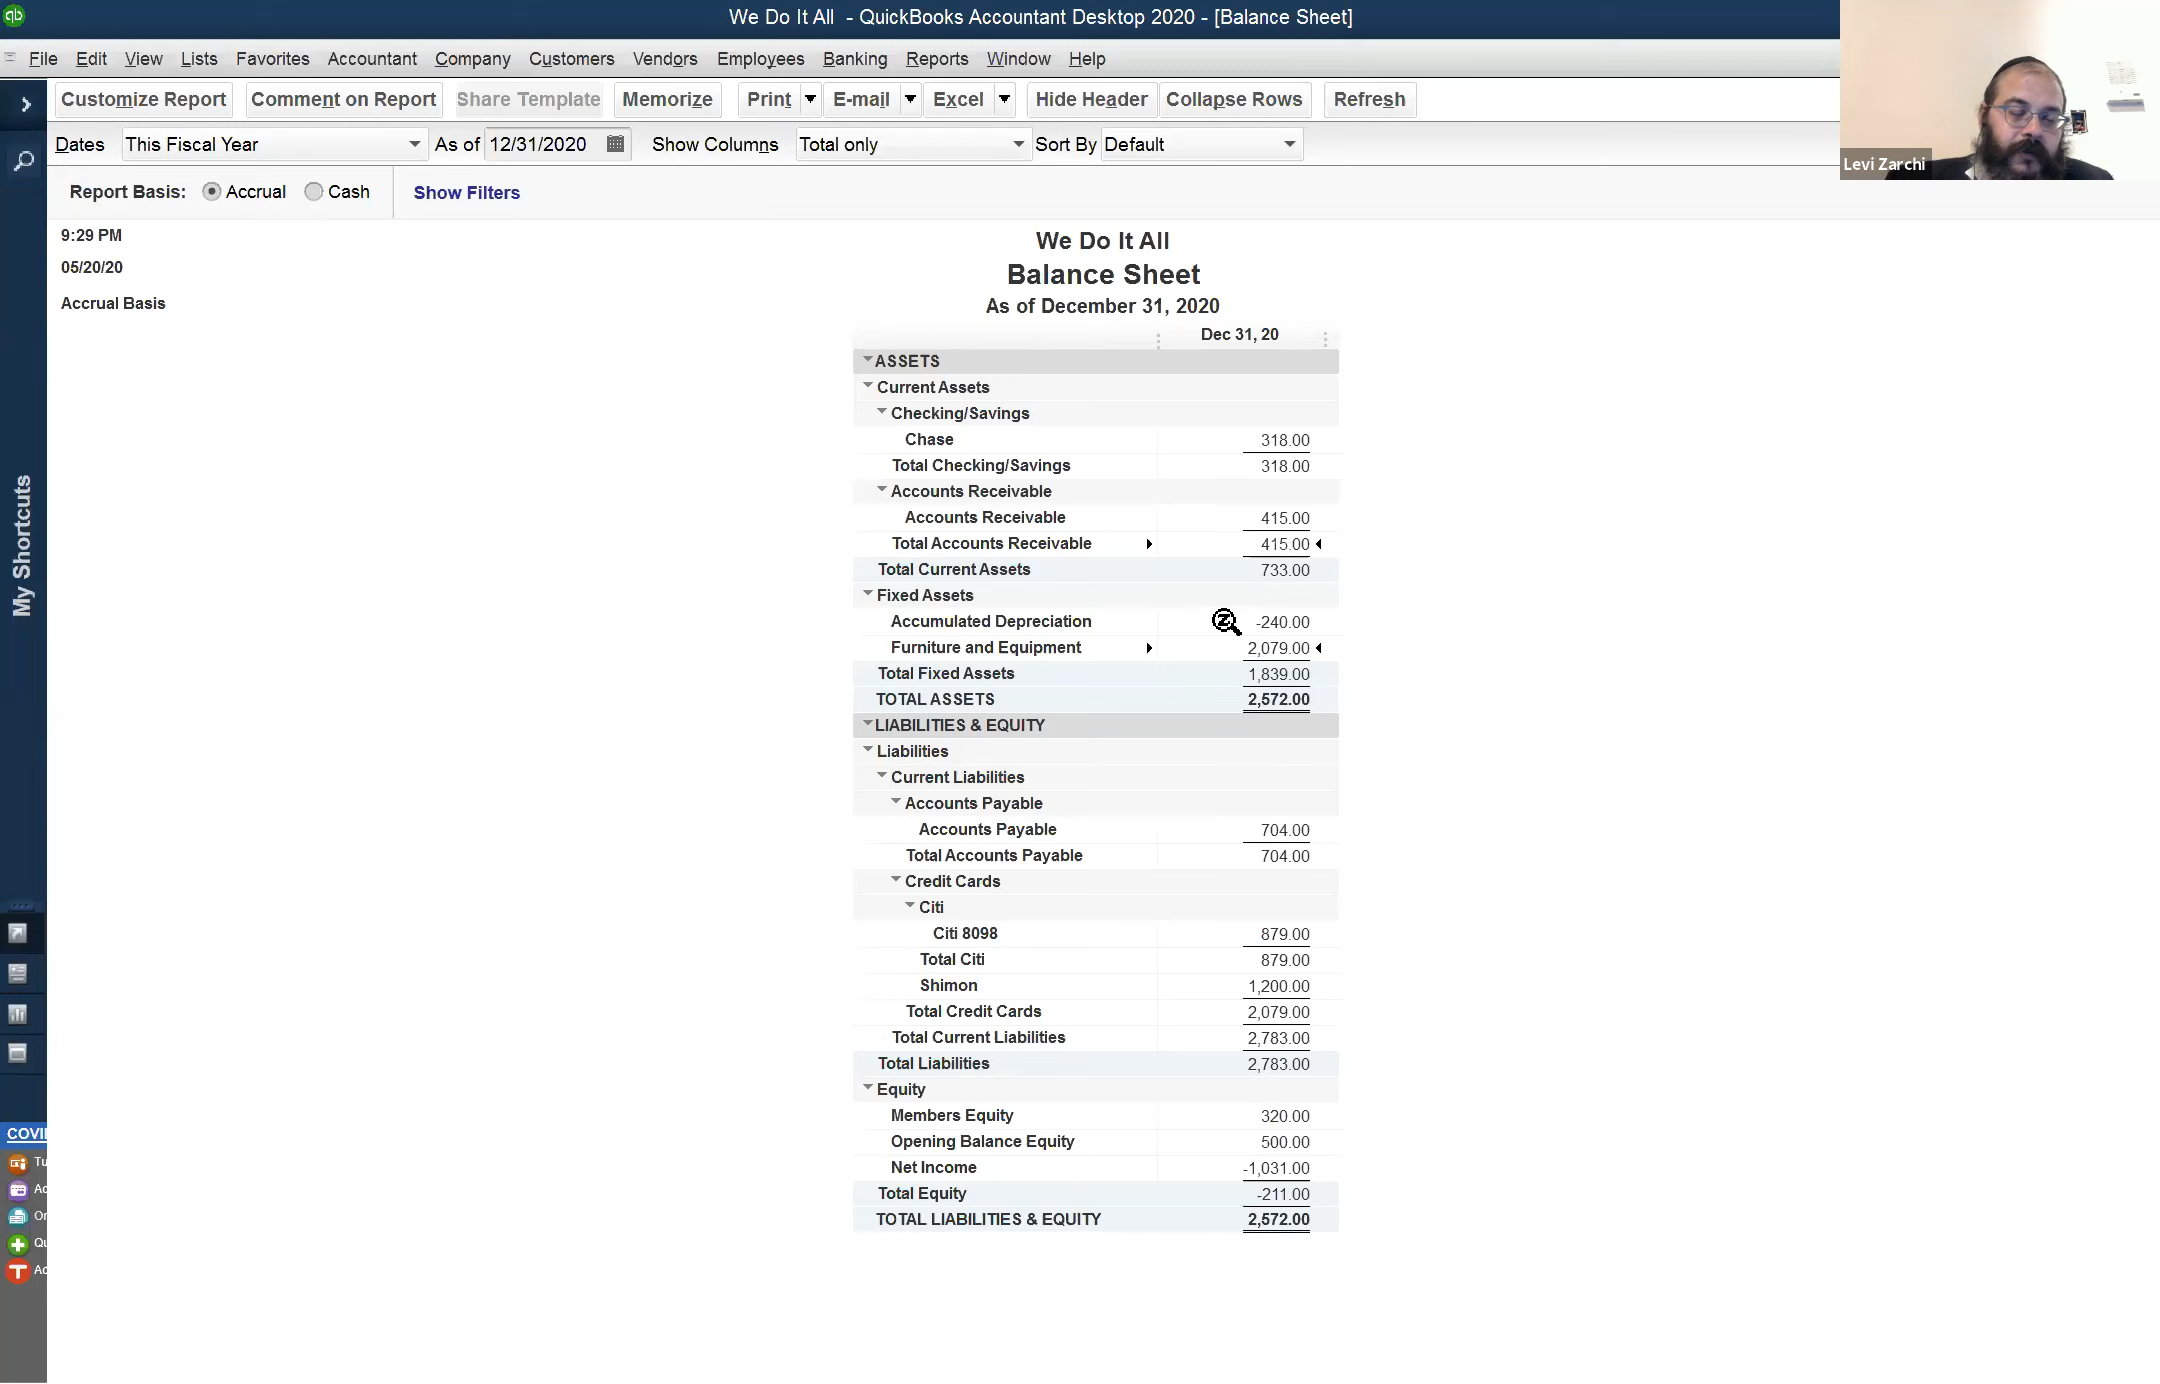 We Do It All - QuickBooks Accountant Desktop 2020 - [Balance Sheet]
File Edit View Lists Favorites Accountant Company Customers Vendors Employees Banking Reports Window Help
Customize Report Comment on Report Share Template Memorize Print E-mail Excel Hide Header Collapse Rows Refresh
Dates This Fiscal Year As of 12/31/2020 Show Columns Total only Sort By Default
Levi Zarchi
Report Basis: Accrual Cash Show Filters
9:29 PM
05/20/20
Accrual Basis
We Do It All
Balance Sheet
As of December 31, 2020
Dec 31, 20
ASSETS
Current Assets
Checking/Savings
Chase 318.00
Total Checking/Savings 318.00
Accounts Receivable
Accounts Receivable 415.00
Total Accounts Receivable 415.00
Total Current Assets 733.00
Fixed Assets
Accumulated Depreciation -240.00
Furniture and Equipment 2,079.00
Total Fixed Assets 1,839.00
TOTAL ASSETS 2,572.00
LIABILITIES & EQUITY
Liabilities
Current Liabilities
Accounts Payable
Accounts Payable 704.00
Total Accounts Payable 704.00
Credit Cards
Citi
Citi 8098 879.00
Total Citi 879.00
Shimon 1,200.00
Total Credit Cards 2,079.00
Total Current Liabilities 2,783.00
Total Liabilities 2,783.00
Equity
Members Equity 320.00
Opening Balance Equity 500.00
Net Income -1,031.00
Total Equity -211.00
TOTAL LIABILITIES & EQUITY 2,572.00
My Shortcuts
COVI
Tu
Ac
Or
Qu
Ac